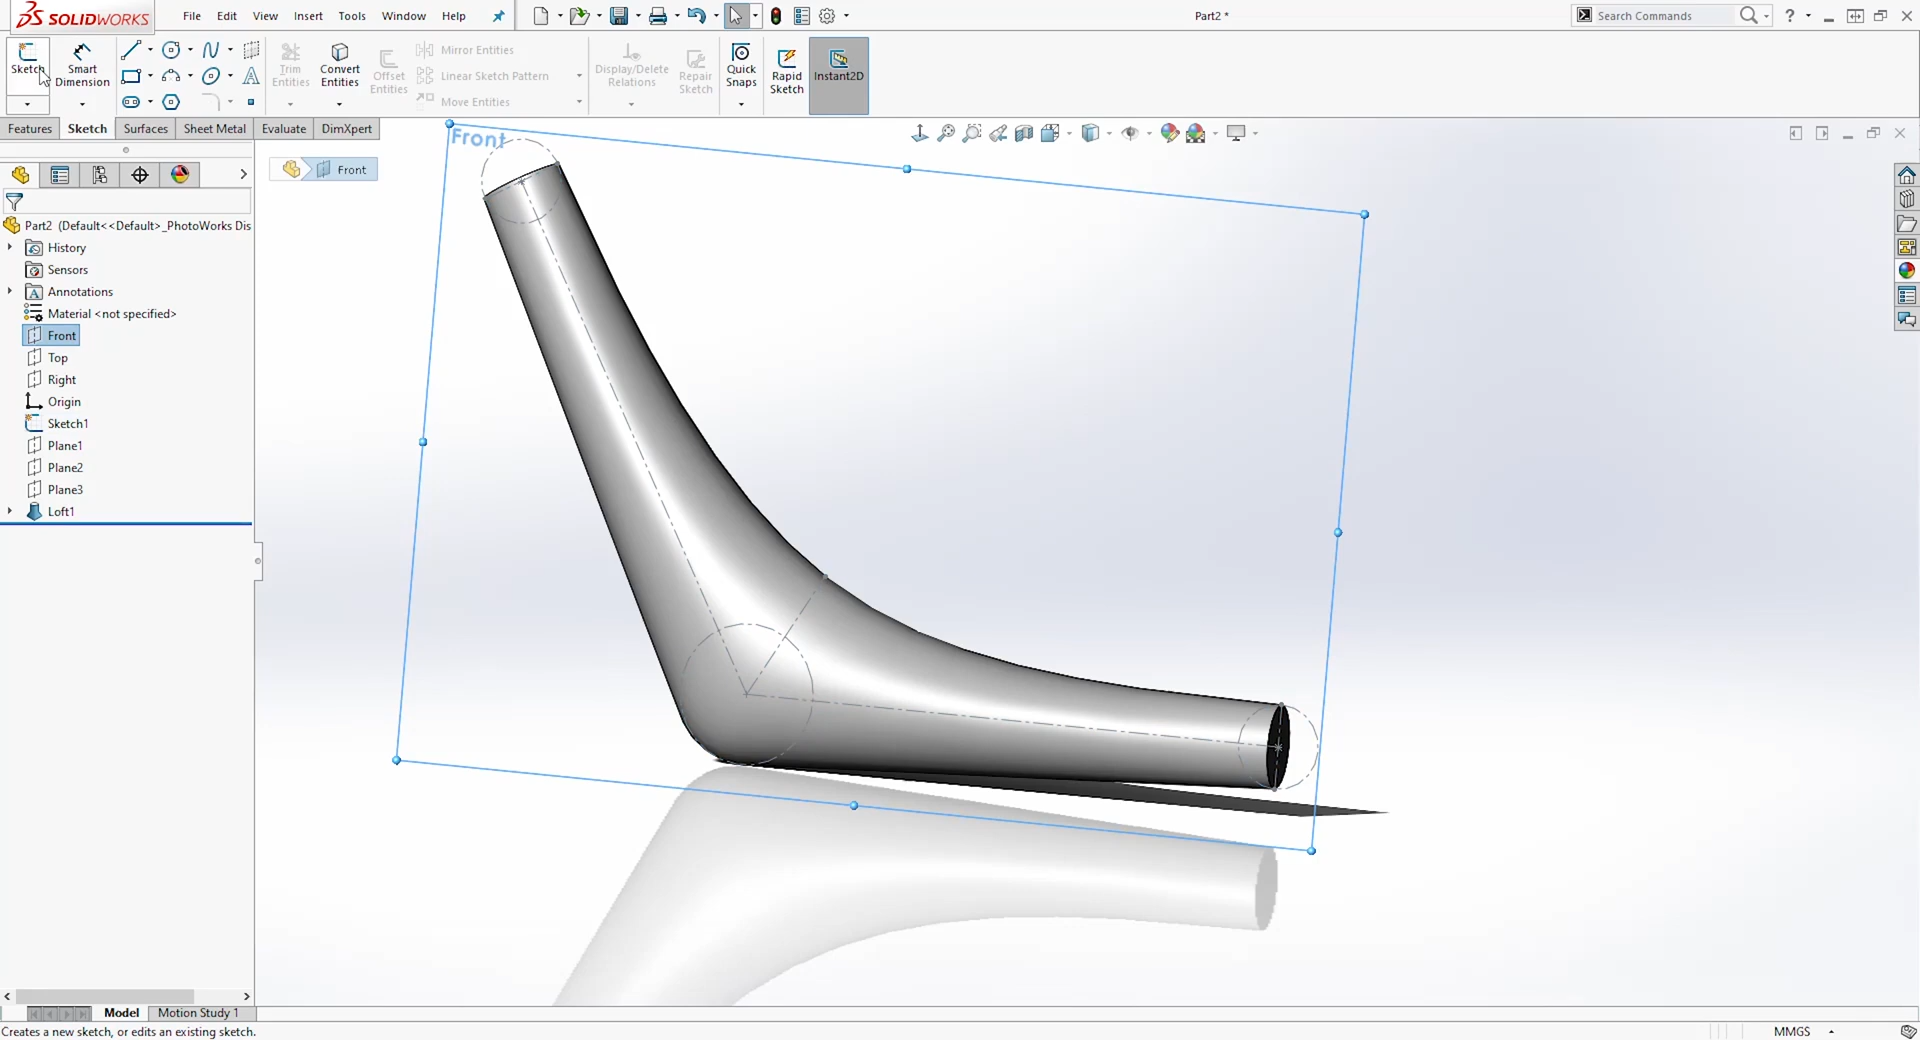 SOLIDWORKS File Edit View Insert Tools Window Help Part2 * Search Commands ?
Sketch
Smart Dimension
Trim Entities
Convert Entities
Offset Entities
Mirror Entities
Linear Sketch Pattern
Move Entities
Display/Delete Relations
Repair Sketch
Quick Snaps
Rapid Sketch
Instant2D
Features Sketch Surfaces Sheet Metal Evaluate DimXpert
Front
Front
Part2 (Default<<Default>_PhotoWorks Dis
History
Sensors
Annotations
Material <not specified>
Front
Top
Right
Origin
Sketch1
Plane1
Plane2
Plane3
Loft1
Model Motion Study 1
Creates a new sketch, or edits an existing sketch. MMGS